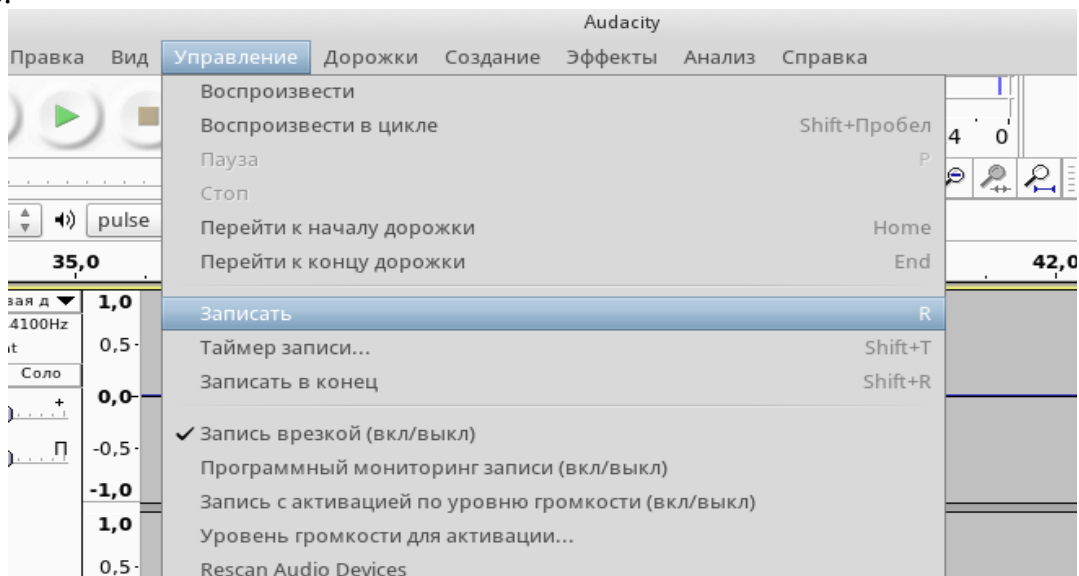 Audacity
Правка Вид Управление Дорожки Создание Эффекты Анализ Справка
Воспроизвести
Воспроизвести в цикле Shift+Пробел
4 0
Пауза P
Стоп
pulse
Перейти к началу дорожки Home
35,0 Перейти к концу дорожки End 42,0
вая д 1,0
Записать R
4100Hz
0,5 Таймер записи... Shift+T
Соло
Записать в конец Shift+R
+ 0,0
Запись врезкой (вкл/выкл)
П -0,5
Программный мониторинг записи (вкл/выкл)
-1,0
Запись с активацией по уровню громкости (вкл/выкл)
1,0
Уровень громкости для активации...
0,5 Rescan Audio Devices